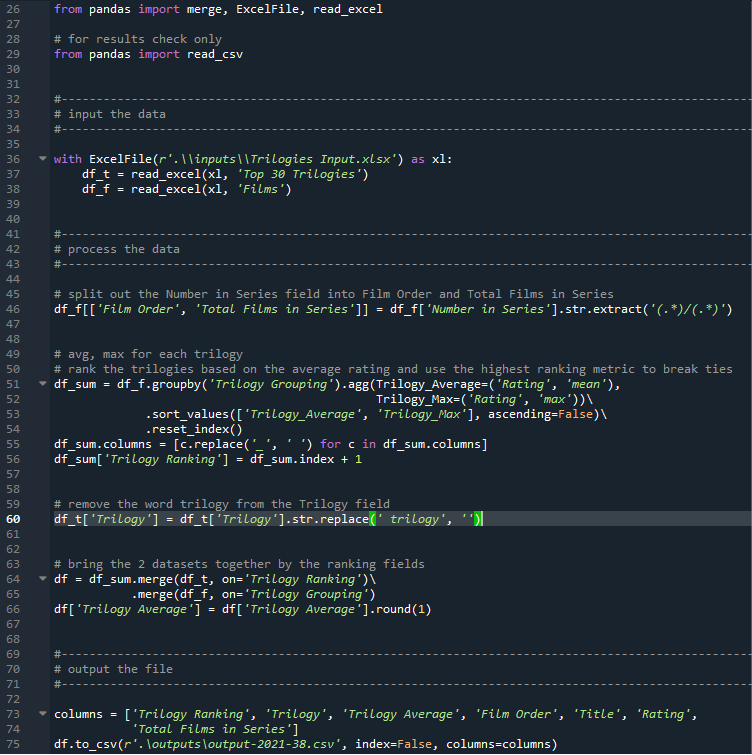 26 from pandas import merge, ExcelFile, read_excel
27
28 # for results check only
29 from pandas import read_csv
30
31
32 #---------------------------------------------------------------------------------------------------
33 # input the data
34 #---------------------------------------------------------------------------------------------------
35
36 with ExcelFile(r'.\\inputs\\Trilogies Input.xlsx') as xl:
37     df_t = read_excel(xl, 'Top 30 Trilogies')
38     df_f = read_excel(xl, 'Films')
39
40
41 #---------------------------------------------------------------------------------------------------
42 # process the data
43 #---------------------------------------------------------------------------------------------------
44
45 # split out the Number in Series field into Film Order and Total Films in Series
46 df_f[['Film Order', 'Total Films in Series']] = df_f['Number in Series'].str.extract('(.*)/(.*)')
47
48
49 # avg, max for each trilogy
50 # rank the trilogies based on the average rating and use the highest ranking metric to break ties
51 df_sum = df_f.groupby('Trilogy Grouping').agg(Trilogy_Average=('Rating', 'mean'),
52                                               Trilogy_Max=('Rating', 'max'))\
53              .sort_values(['Trilogy_Average', 'Trilogy_Max'], ascending=False)\
54              .reset_index()
55 df_sum.columns = [c.replace('_', ' ') for c in df_sum.columns]
56 df_sum['Trilogy Ranking'] = df_sum.index + 1
57
58
59 # remove the word trilogy from the Trilogy field
60 df_t['Trilogy'] = df_t['Trilogy'].str.replace(' trilogy', '')
61
62
63 # bring the 2 datasets together by the ranking fields
64 df = df_sum.merge(df_t, on='Trilogy Ranking')\
65            .merge(df_f, on='Trilogy Grouping')
66 df['Trilogy Average'] = df['Trilogy Average'].round(1)
67
68
69 #---------------------------------------------------------------------------------------------------
70 # output the file
71 #---------------------------------------------------------------------------------------------------
72
73 columns = ['Trilogy Ranking', 'Trilogy', 'Trilogy Average', 'Film Order', 'Title', 'Rating',
74            'Total Films in Series']
75 df.to_csv(r'.\outputs\output-2021-38.csv', index=False, columns=columns)